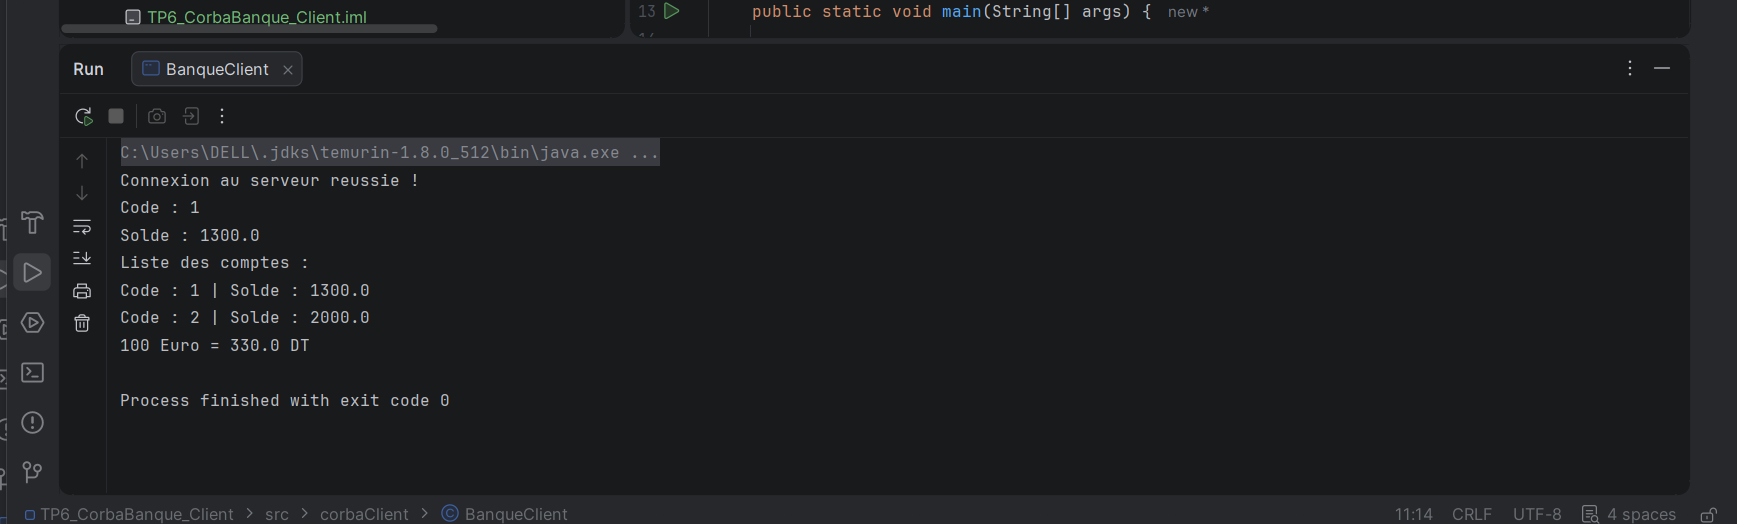 TP6_CorbaBanque_Client.iml
13 public static void main(String[] args) { new *
Run BanqueClient
C:\Users\DELL\.jdks\temurin-1.8.0_512\bin\java.exe ...
Connexion au serveur reussie !
Code : 1
Solde : 1300.0
Liste des comptes :
Code : 1 | Solde : 1300.0
Code : 2 | Solde : 2000.0
100 Euro = 330.0 DT
Process finished with exit code 0
TP6_CorbaBanque_Client > src > corbaClient > BanqueClient 11:14 CRLF UTF-8 4 spaces